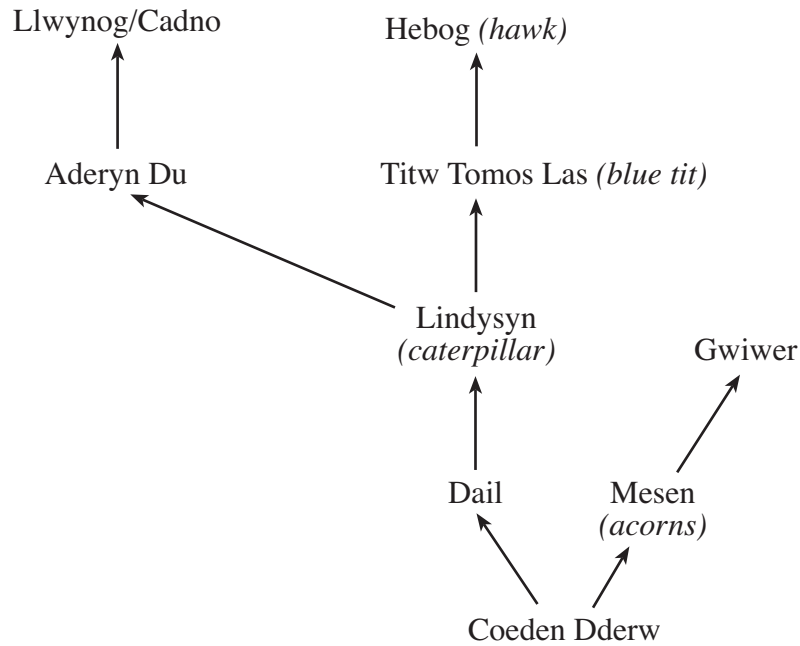 Llwynog/Cadno
Hebog (hawk)
Aderyn Du
Titw Tomos Las (blue tit)
Lindysyn
(caterpillar)
Gwiwer
Dail
Mesen
(acorns)
Coeden Dderw